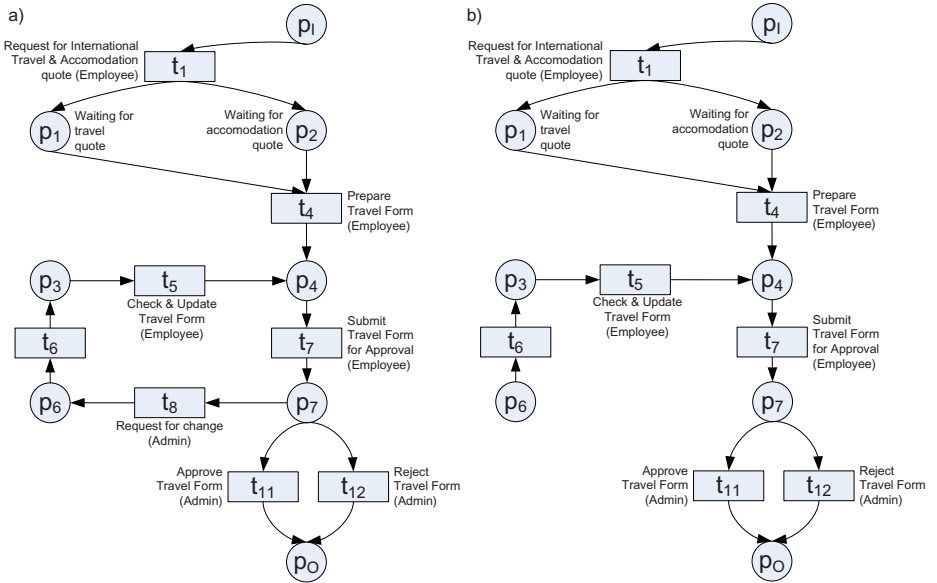 a)
pI
Request for International
Travel & Accomodation
quote (Employee)
t1
p1
Waiting for
travel
quote
Waiting for
accomodation
quote
p2
t4
Prepare
Travel Form
(Employee)
p3
t5
Check & Update
Travel Form
(Employee)
p4
t6
t7
Submit
Travel Form
for Approval
(Employee)
p6
t8
Request for change
(Admin)
p7
Approve
Travel Form
(Admin)
t11
t12
Reject
Travel Form
(Admin)
pO
b)
pI
Request for International
Travel & Accomodation
quote (Employee)
t1
p1
Waiting for
travel
quote
Waiting for
accomodation
quote
p2
t4
Prepare
Travel Form
(Employee)
p3
t5
Check & Update
Travel Form
(Employee)
p4
t6
t7
Submit
Travel Form
for Approval
(Employee)
p6
p7
Approve
Travel Form
(Admin)
t11
t12
Reject
Travel Form
(Admin)
pO